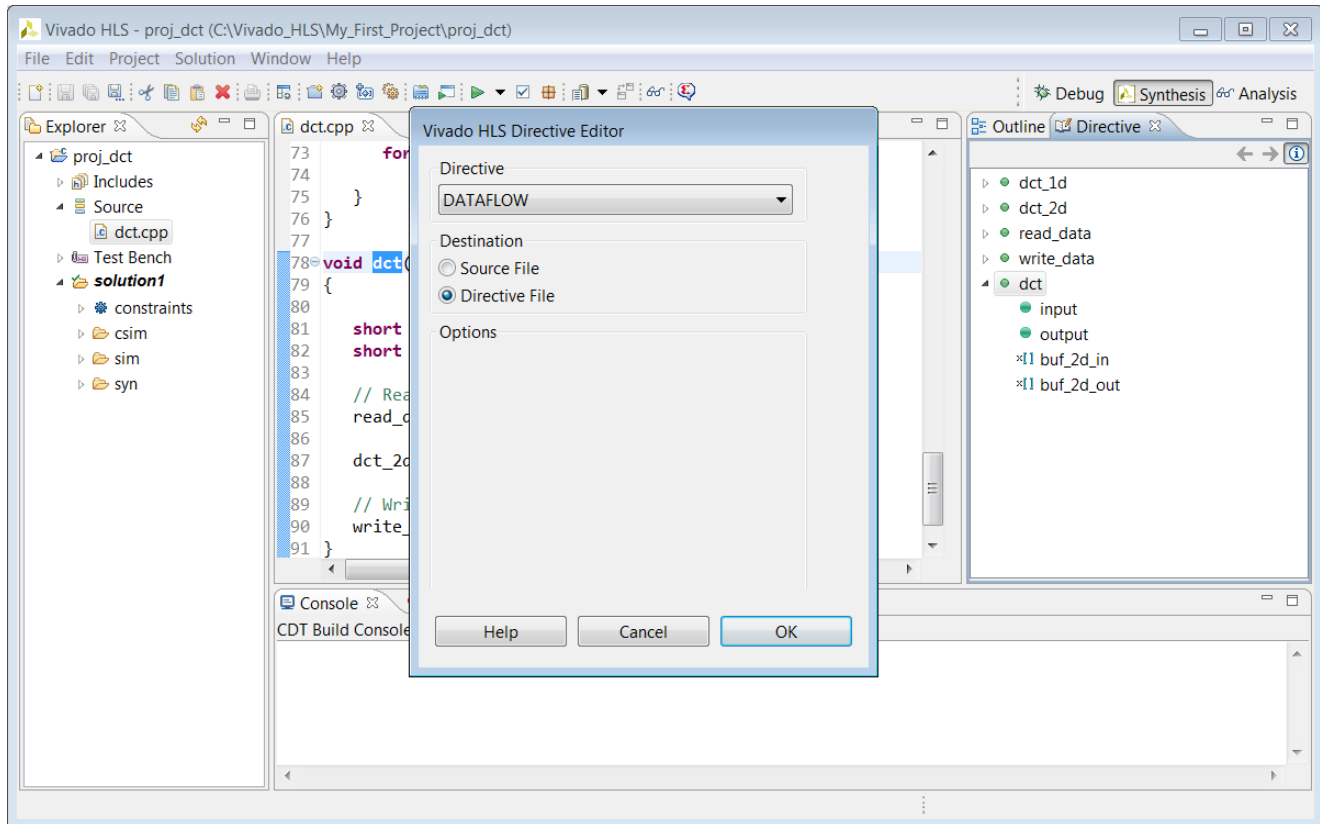 Vivado HLS - proj_dct (C:\Vivado_HLS\My_First_Project\proj_dct)
File Edit Project Solution Window Help
Debug Synthesis Analysis
Explorer
proj_dct
Includes
Source
dct.cpp
Test Bench
solution1
constraints
csim
sim
syn
dct.cpp
73 for
74
75 }
76 }
77
78 void dct(
79 {
80
81 short
82 short
83
84 // Rea
85 read_d
86
87 dct_2d
88
89 // Wri
90 write_
91 }
Vivado HLS Directive Editor
Directive
DATAFLOW
Destination
Source File
Directive File
Options
Help Cancel OK
Outline Directive
dct_1d
dct_2d
read_data
write_data
dct
input
output
×[] buf_2d_in
×[] buf_2d_out
Console
CDT Build Console